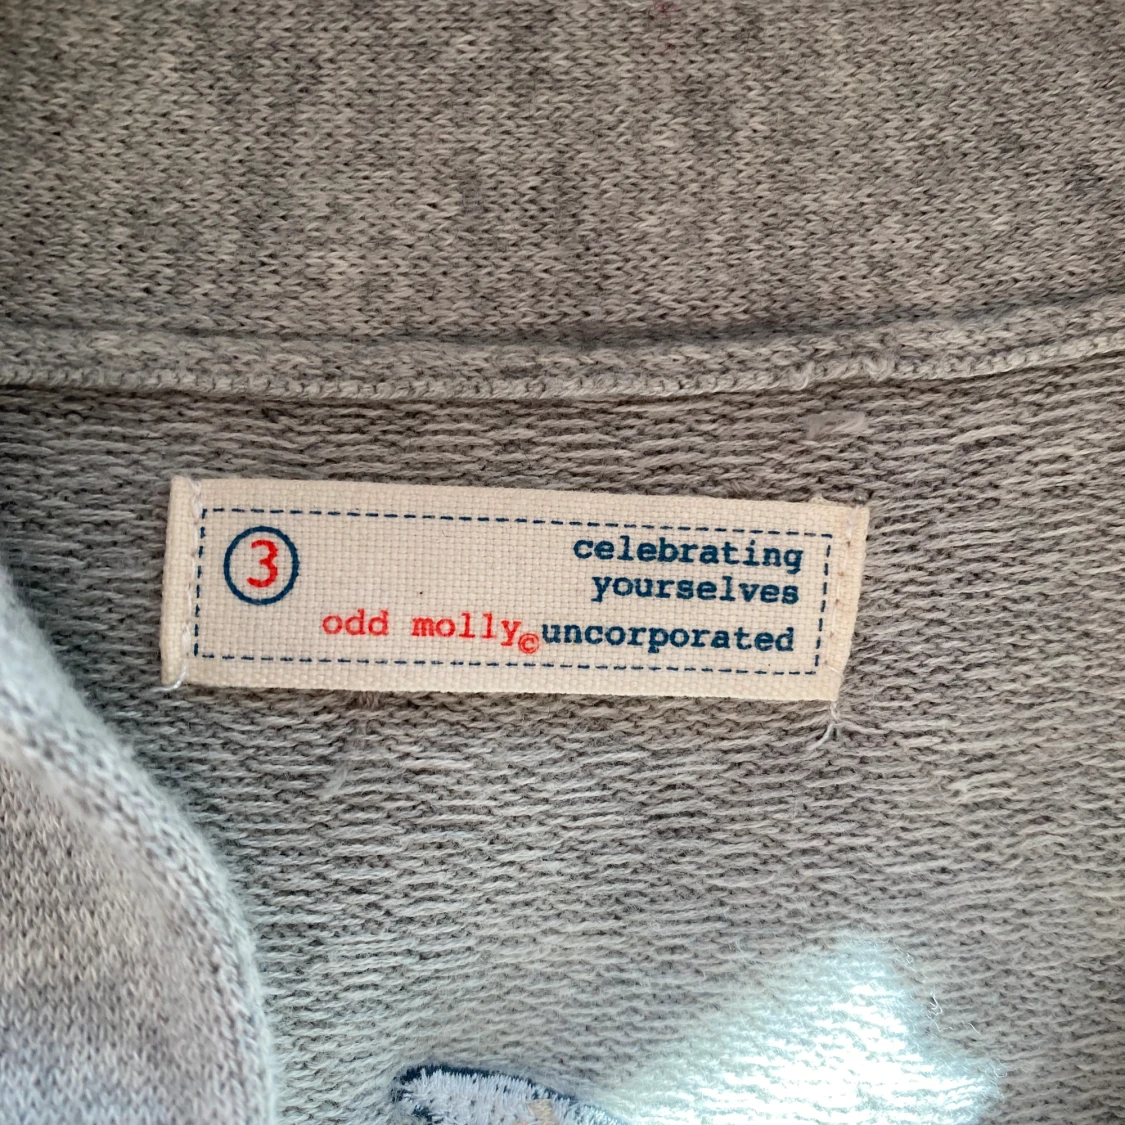 3
celebrating
yourselves
odd molly©uncorporated